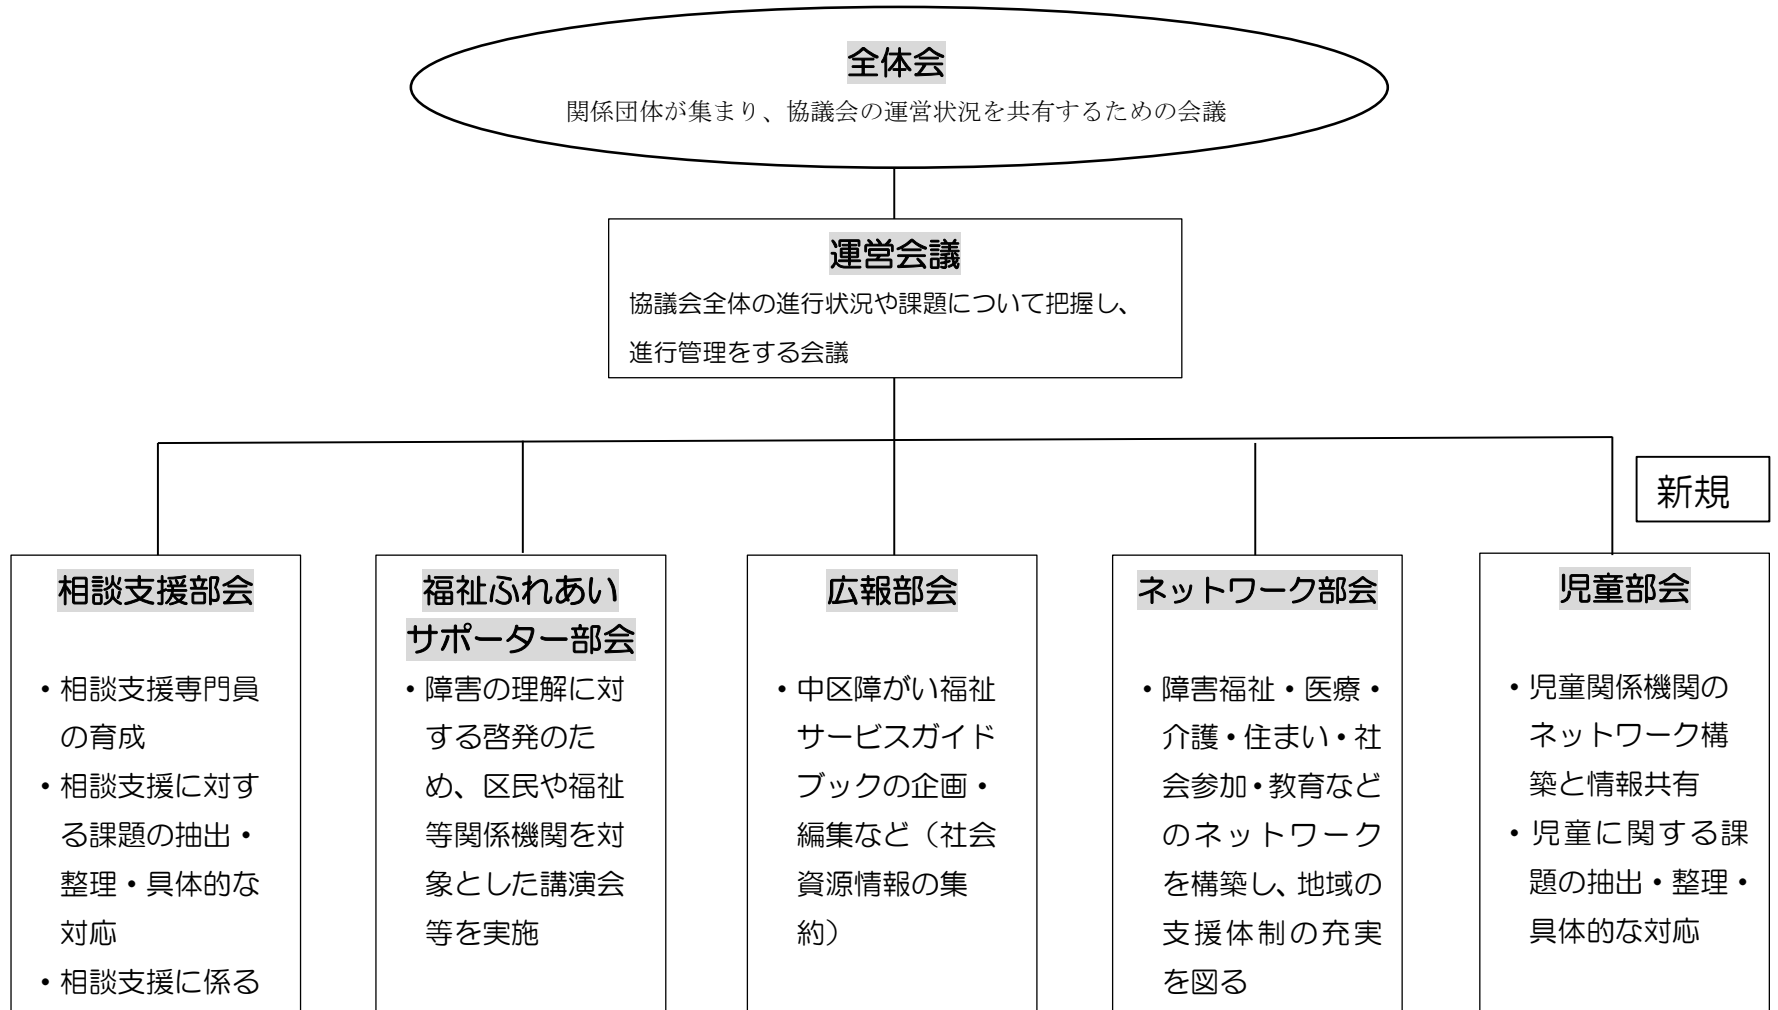 全体会
関係団体が集まり、協議会の運営状況を共有するための会議
運営会議
協議会全体の進行状況や課題について把握し、
進行管理をする会議
新規
相談支援部会
・相談支援専門員
の育成
・相談支援に対す
る課題の抽出・
整理・具体的な
対応
・相談支援に係る
福祉ふれあい
サポーター部会
・障害の理解に対
する啓発のた
め、区民や福祉
等関係機関を対
象とした講演会
等を実施
広報部会
・中区障がい福祉
サービスガイド
ブックの企画・
編集など（社会
資源情報の集
約）
ネットワーク部会
・障害福祉・医療・
介護・住まい・社
会参加・教育など
のネットワーク
を構築し、地域の
支援体制の充実
を図る
児童部会
・児童関係機関の
ネットワーク構
築と情報共有
・児童に関する課
題の抽出・整理・
具体的な対応